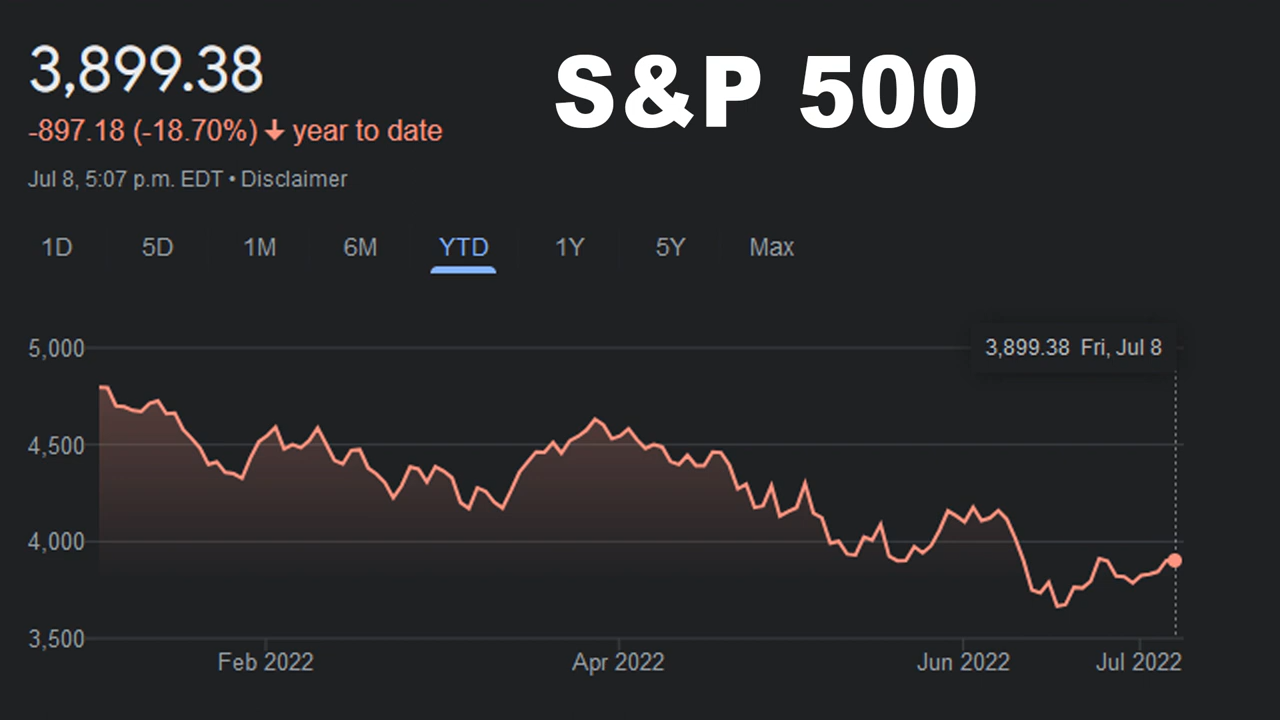 3,899.38
S&P 500
-897.18 (-18.70%) ↓ year to date
Jul 8, 5:07 p.m. EDT • Disclaimer
1D 5D 1M 6M YTD 1Y 5Y Max
5,000
3,899.38 Fri, Jul 8
4,500
4,000
3,500
Feb 2022 Apr 2022 Jun 2022 Jul 2022